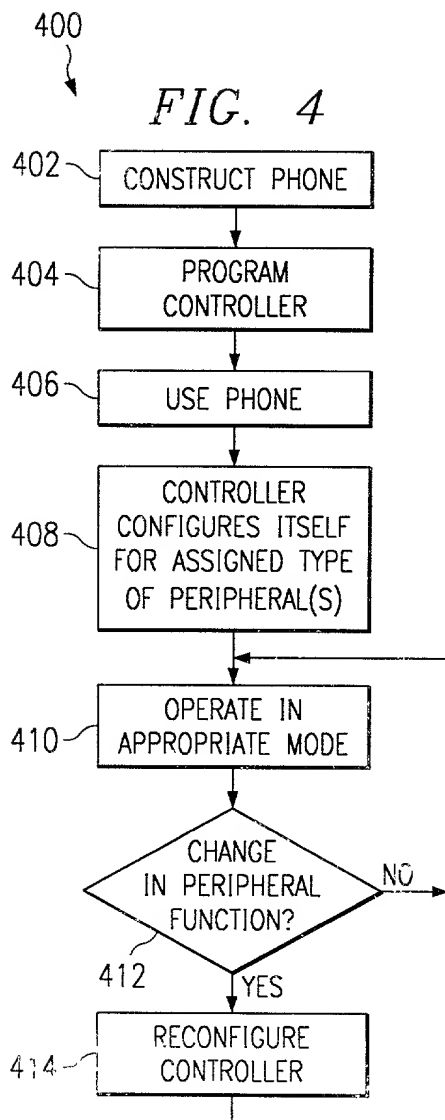 400
FIG. 4
402
CONSTRUCT PHONE
404
PROGRAM
CONTROLLER
406
USE PHONE
408
CONTROLLER
CONFIGURES ITSELF
FOR ASSIGNED TYPE
OF PERIPHERAL(S)
410
OPERATE IN
APPROPRIATE MODE
CHANGE
IN PERIPHERAL
FUNCTION?
NO
412
YES
414
RECONFIGURE
CONTROLLER